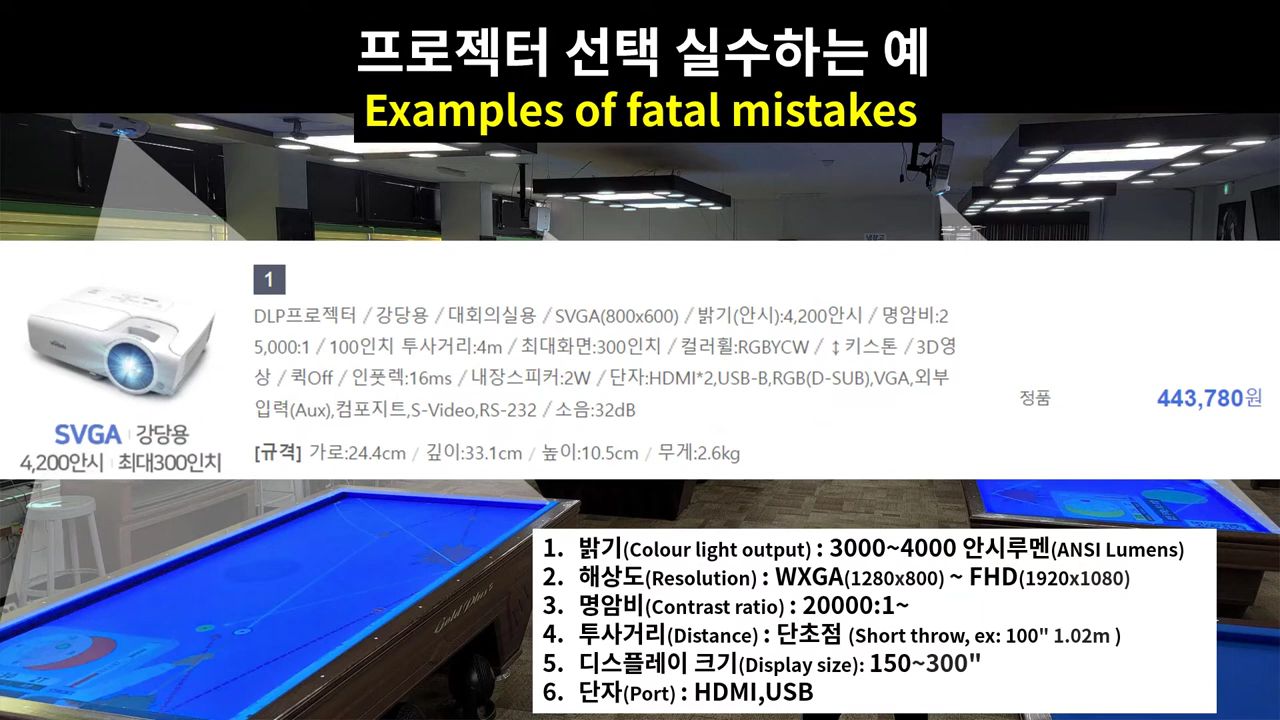 프로젝터 선택 실수하는 예
Examples of fatal mistakes
1
DLP프로젝터 / 강당용 / 대회의실용 / SVGA(800x600) / 밝기(안시):4,200안시 / 명암비:2
5,000:1 / 100인치 투사거리:4m / 최대화면:300인치 / 컬러휠:RGBYCW / ↕키스톤 / 3D영
상 / 퀵Off / 인풋렉:16ms / 내장스피커:2W / 단자:HDMI*2,USB-B,RGB(D-SUB),VGA,외부
입력(Aux),컴포지트,S-Video,RS-232 / 소음:32dB
[규격] 가로:24.4cm / 깊이:33.1cm / 높이:10.5cm / 무게:2.6kg
정품 443,780원
SVGA | 강당용
4,200안시 | 최대300인치
Gold Plus
1. 밝기(Colour light output) : 3000~4000 안시루멘(ANSI Lumens)
2. 해상도(Resolution) : WXGA(1280x800) ~ FHD(1920x1080)
3. 명암비(Contrast ratio) : 20000:1~
4. 투사거리(Distance) : 단초점 (Short throw, ex: 100" 1.02m )
5. 디스플레이 크기(Display size): 150~300"
6. 단자(Port) : HDMI,USB